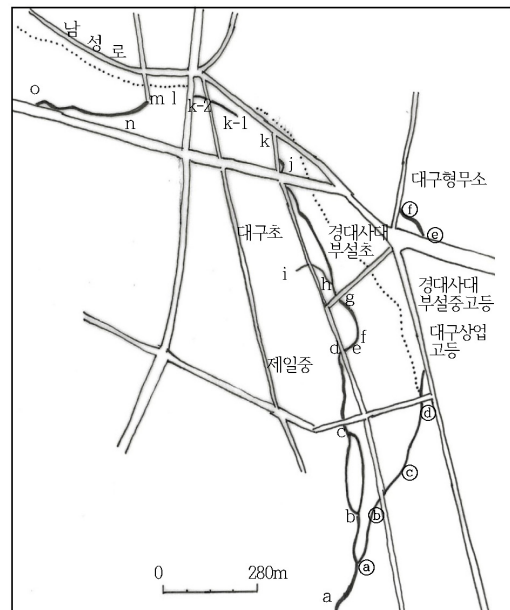 남성로
o
m l
n
k-2
k-1
k
j
대구형무소
ⓕ
ⓔ
대구초
경대사대
부설초
i
h
g
경대사대
부설중고등
f
대구상업
고등
제일중
d e
ⓓ
c
ⓒ
b
ⓑ
ⓐ
a
0 280m